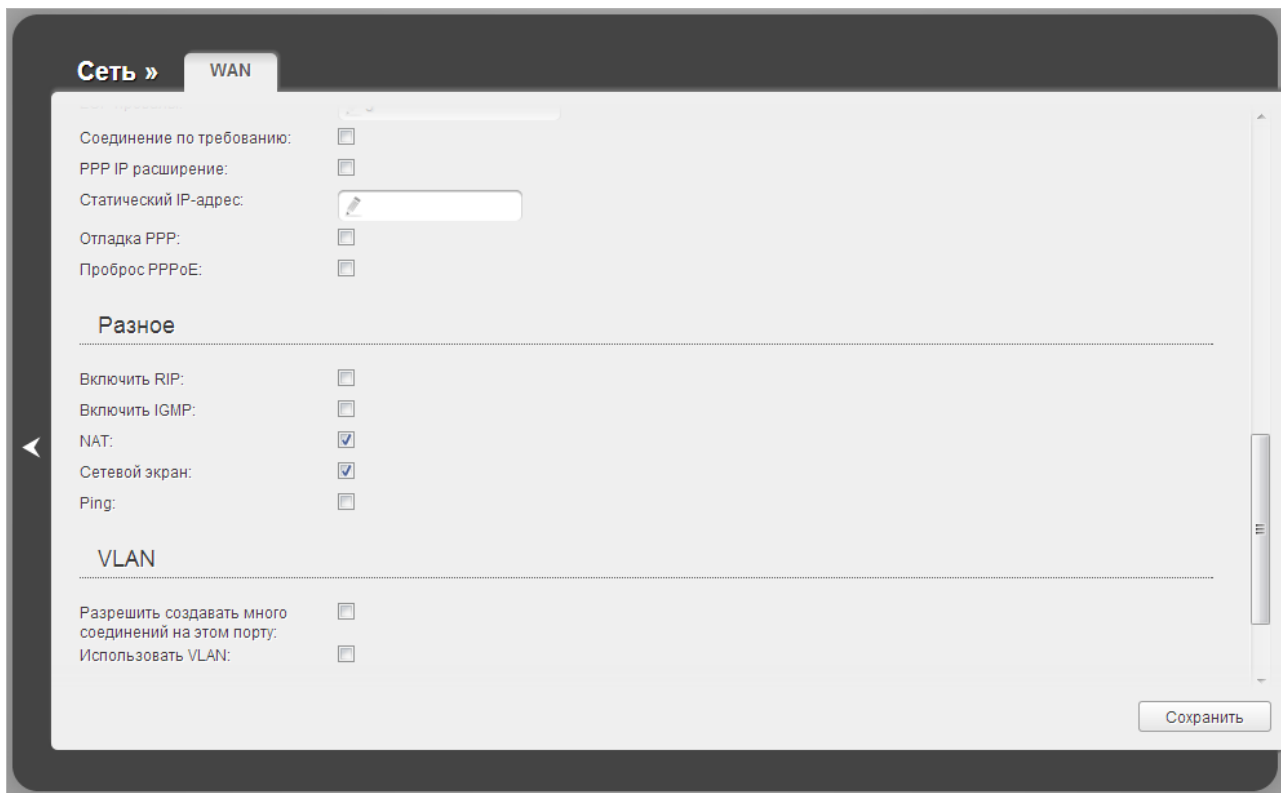 Сеть »
WAN
Соединение по требованию:
PPP IP расширение:
Статический IP-адрес:
Отладка PPP:
Проброс PPPoE:
Разное
Включить RIP:
Включить IGMP:
NAT:
Сетевой экран:
Ping:
VLAN
Разрешить создавать много
соединений на этом порту:
Использовать VLAN:
Сохранить